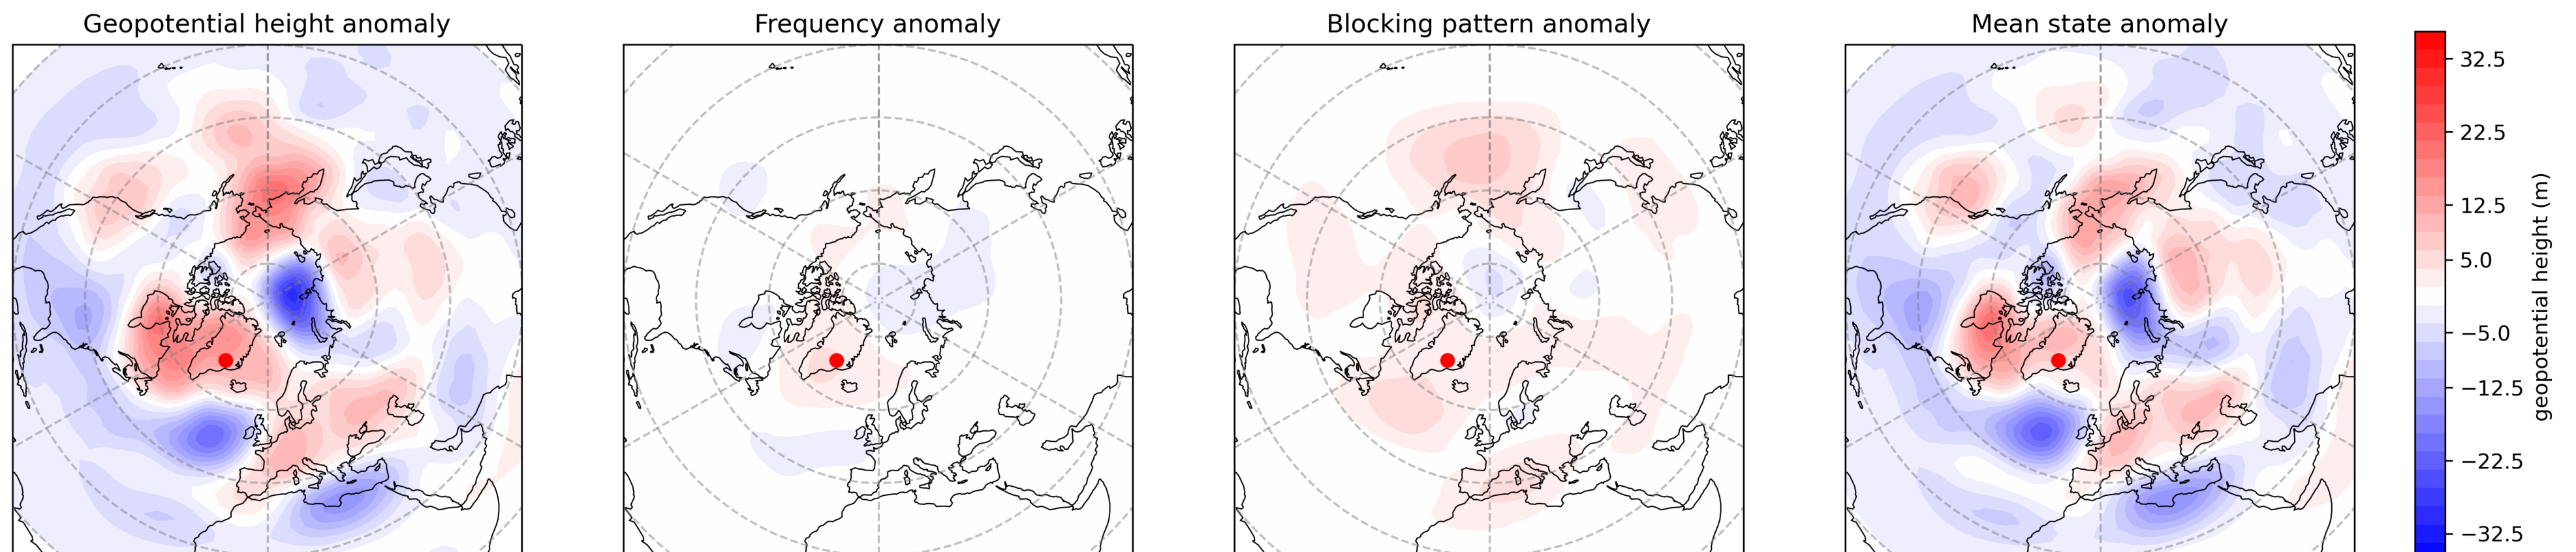 Geopotential height anomaly
Frequency anomaly
Blocking pattern anomaly
Mean state anomaly
32.5
22.5
12.5
5.0
−5.0
−12.5
−22.5
−32.5
geopotential height (m)